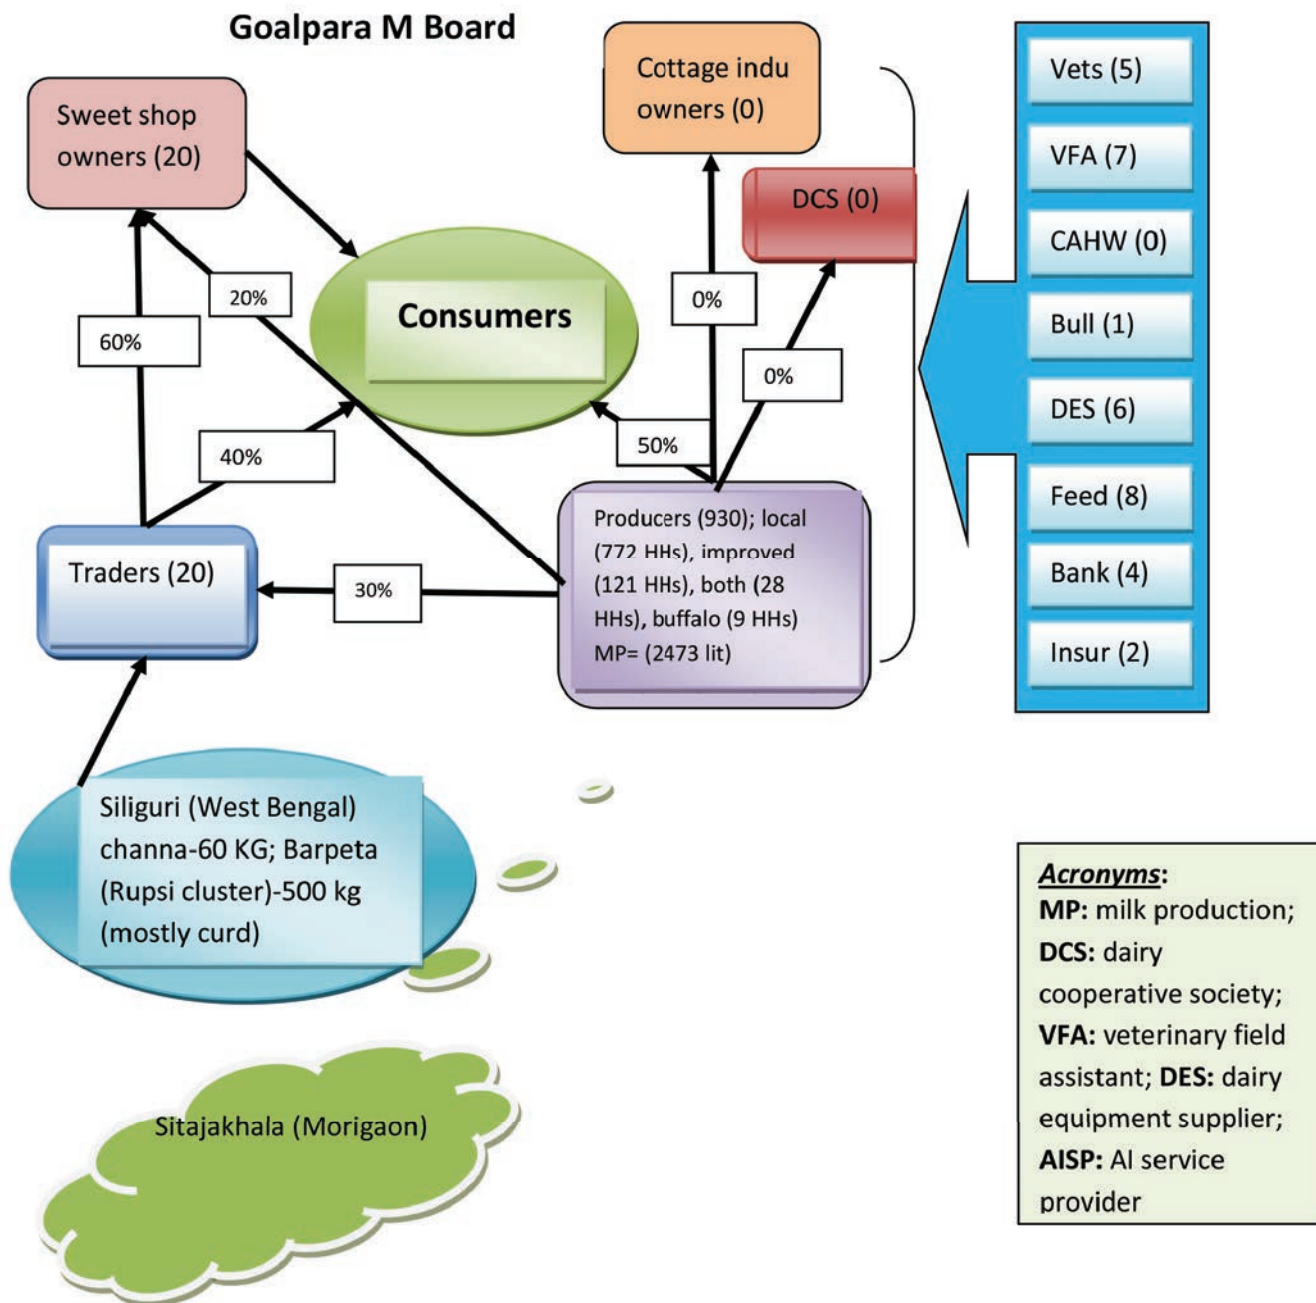 Goalpara M Board
Sweet shop
owners (20)
Cottage indu
owners (0)
DCS (0)
Consumers
20%
60%
40%
0%
0%
50%
30%
Traders (20)
Producers (930); local
(772 HHs), improved
(121 HHs), both (28
HHs), buffalo (9 HHs)
MP= (2473 lit)
Siliguri (West Bengal)
channa-60 KG; Barpeta
(Rupsi cluster)-500 kg
(mostly curd)
Sitajakhala (Morigaon)
Vets (5)
VFA (7)
CAHW (0)
Bull (1)
DES (6)
Feed (8)
Bank (4)
Insur (2)
Acronyms:
MP: milk production;
DCS: dairy
cooperative society;
VFA: veterinary field
assistant; DES: dairy
equipment supplier;
AISP: AI service
provider